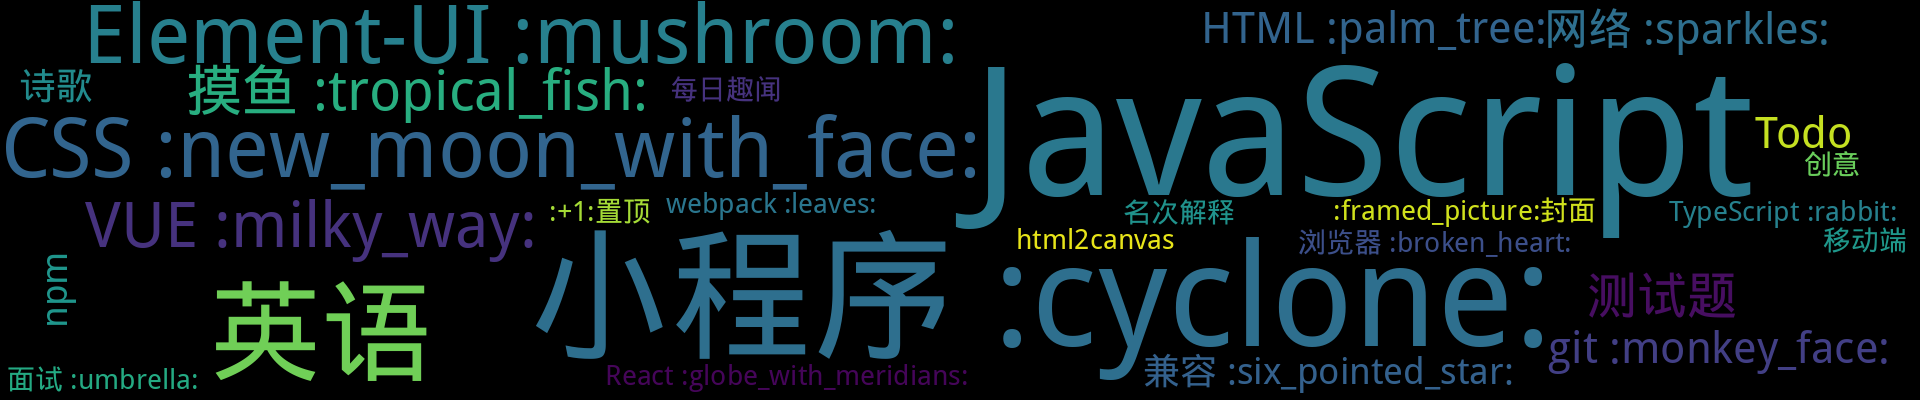 Element-UI :mushroom:
HTML :palm_tree:
网络 :sparkles:
诗歌
摸鱼 :tropical_fish:
每日趣闻
JavaScript
CSS :new_moon_with_face:
Todo
创意
VUE :milky_way:
:+1:置顶
webpack :leaves:
名次解释
:framed_picture:封面
TypeScript :rabbit:
html2canvas
浏览器 :broken_heart:
移动端
npm
英语
小程序 :cyclone:
测试题
git :monkey_face:
面试 :umbrella:
React :globe_with_meridians:
兼容 :six_pointed_star: